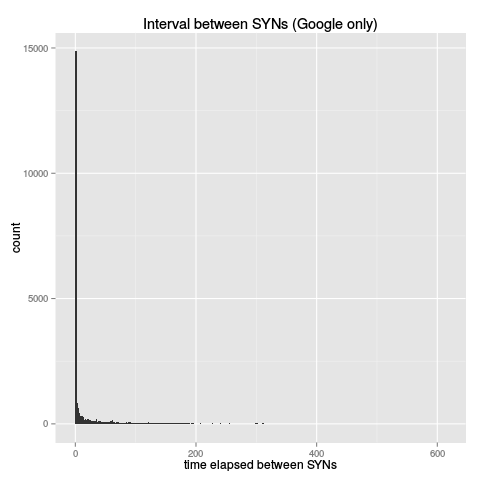 Interval between SYNs (Google only)
15000
10000
5000
0
count
0 200 400 600
time elapsed between SYNs